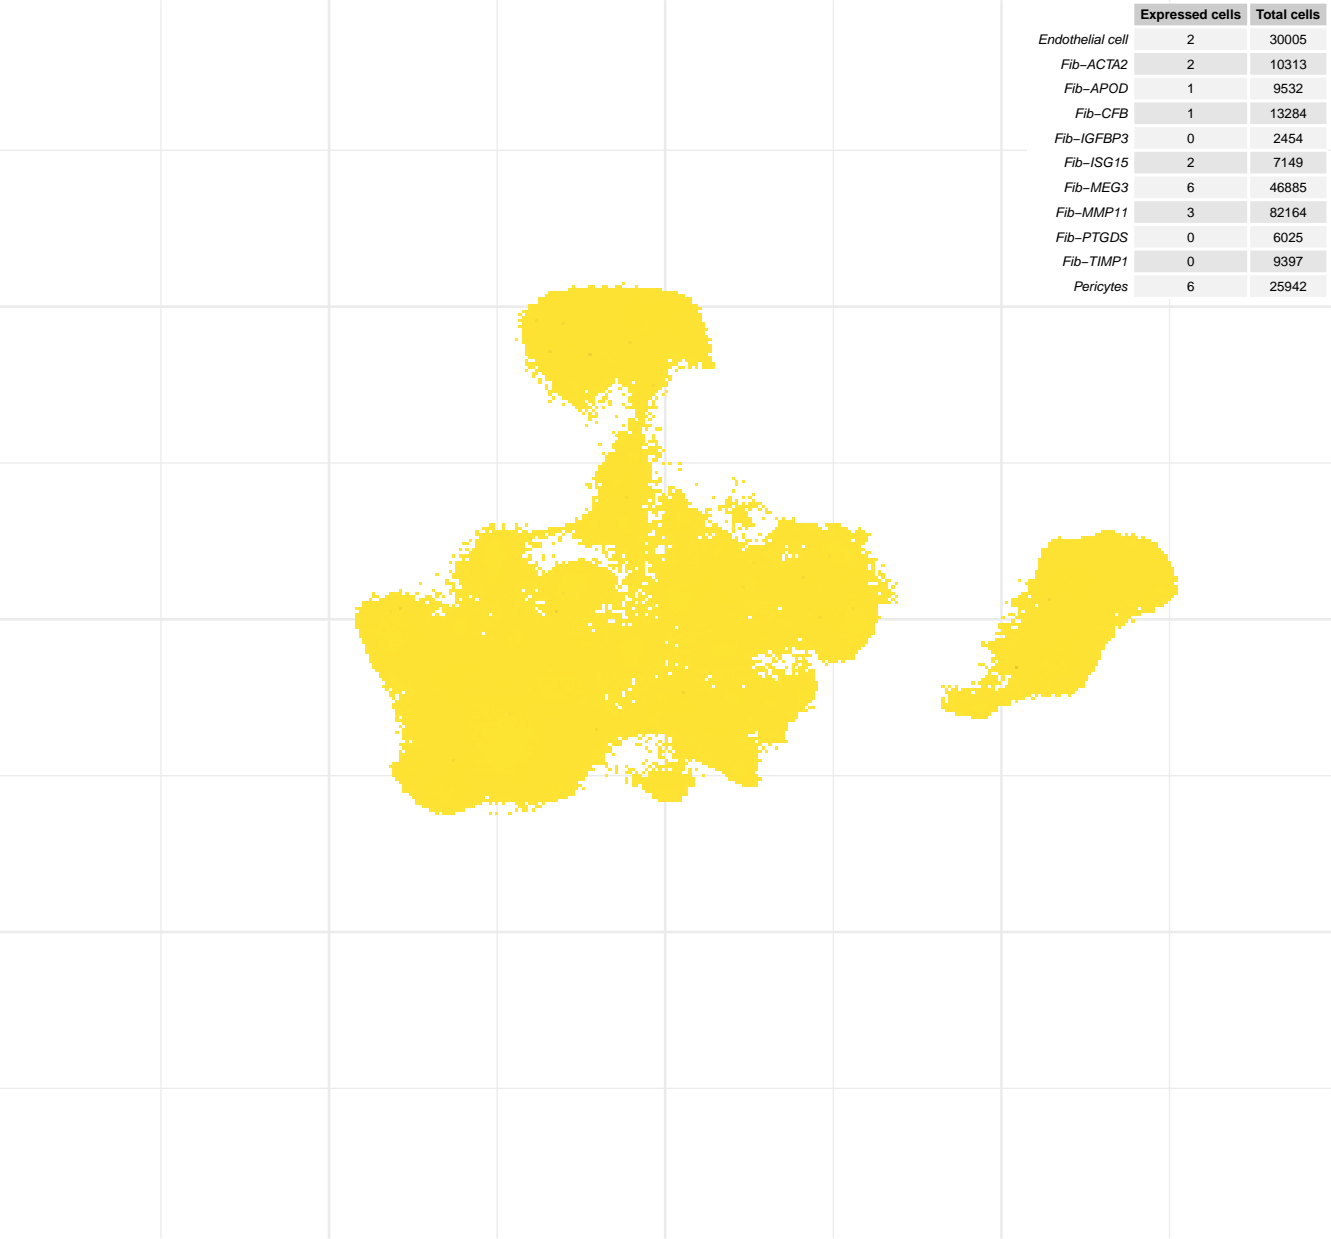 Expressed cells Total cells
Endothelial cell 2 30005
Fib−ACTA2 2 10313
Fib−APOD 1 9532
Fib−CFB 1 13284
Fib−IGFBP3 0 2454
Fib−ISG15 2 7149
Fib−MEG3 6 46885
Fib−MMP11 3 82164
Fib−PTGDS 0 6025
Fib−TIMP1 0 9397
Pericytes 6 25942